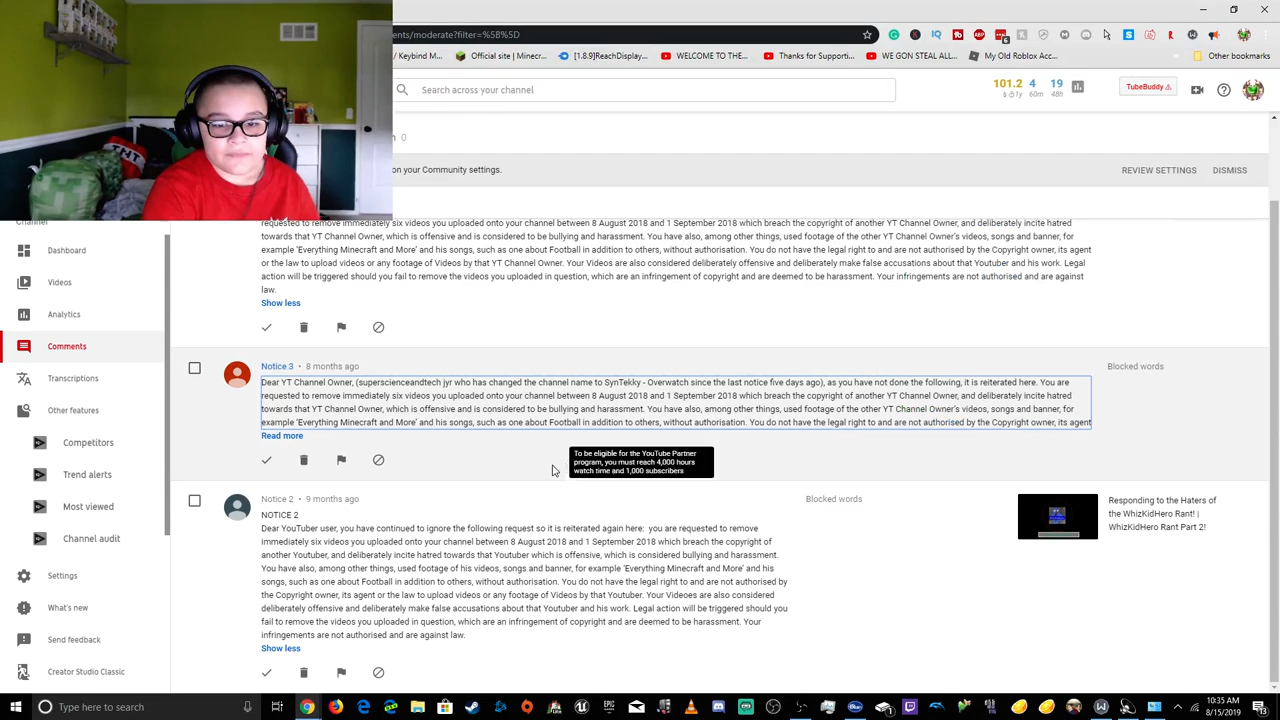 ents/moderate?filter=%5B%5D
/ Keybind M...
Official Site | Minecr...
[1.8.9]ReachDisplay...
YouTube
Thanks for Support...
WE GON STEAL AL...
My Old Roblox Cha...
Other bookmarks
Search across your channel
101.2 4 19
1y 60m 48h
TubeBuddy
n 0
on your Community settings.
REVIEW SETTINGS
DISMISS
TNT
Channel
Dashboard
Videos
Analytics
Comments
Transcriptions
Other features
Competitors
Trend alerts
Most viewed
Channel audit
Settings
What's new
Send feedback
Creator Studio Classic
requested to remove immediately six videos you uploaded onto your channel between 8 August 2018 and 1 September 2018 which breach the copyright of another YT Channel Owner, and deliberately incite hatred
towards that YT Channel Owner, which is offensive and is considered to be bullying and harassment. You have also, among other things, used footage of the other YT Channel Owner's videos, songs and banner, for
example 'Everything Minecraft and More' and his songs, such as one about Football in addition to others, without authorisation. You do not have the legal right to and are not authorised by the Copyright owner, its agent
or the law to upload videos or any footage of Videos by that YT Channel Owner. Your Videos are also considered deliberately offensive and deliberately make false accusations about that Youtuber and his work. Legal
action will be triggered should you fail to remove the videos you uploaded in question, which are an infringement of copyright and are deemed to be harassment. Your infringements are not authorised and are against
law.
Show less
Notice 3 • 8 months ago
Blocked words
Dear YT Channel Owner, (superscienceandtech jyr who has changed the channel name to SynTekky - Overwatch since the last notice five days ago), as you have not done the following, it is reiterated here. You are
requested to remove immediately six videos you uploaded onto your channel between 8 August 2018 and 1 September 2018 which breach the copyright of another YT Channel Owner, and deliberately incite hatred
towards that YT Channel Owner, which is offensive and is considered to be bullying and harassment. You have also, among other things, used footage of the other YT Channel Owner's videos, songs and banner, for
example 'Everything Minecraft and More' and his songs, such as one about Football in addition to others, without authorisation. You do not have the legal right to and are not authorised by the Copyright owner, its agent
Read more
To be eligible for the YouTube Partner
program, you must reach 4,000 hours
watch time and 1,000 subscribers
Notice 2 • 9 months ago
Blocked words
NOTICE 2
Dear YouTuber user, you have continued to ignore the following request so it is reiterated again here: you are requested to remove
immediately six videos you uploaded onto your channel between 8 August 2018 and 1 September 2018 which breach the copyright of
another Youtuber, and deliberately incite hatred towards that Youtuber which is offensive, which is considered bullying and harassment.
You have also, among other things, used footage of his videos, songs and banner, for example 'Everything Minecraft and More' and his
songs, such as one about Football in addition to others, without authorisation. You do not have the legal right to and are not authorised by
the Copyright owner, its agent or the law to upload videos or any footage of Videos by that Youtuber. Your Videoes are also considered
deliberately offensive and deliberately make false accusations about that Youtuber and his work. Legal action will be triggered should you
fail to remove the videos you uploaded in question, which are an infringement of copyright and are deemed to be harassment. Your
infringements are not authorised and are against law.
Show less
Responding to the Haters of
the WhizKidHero Rant! |
WhizKidHero Rant Part 2!
Type here to search
10:35 AM
8/15/2019